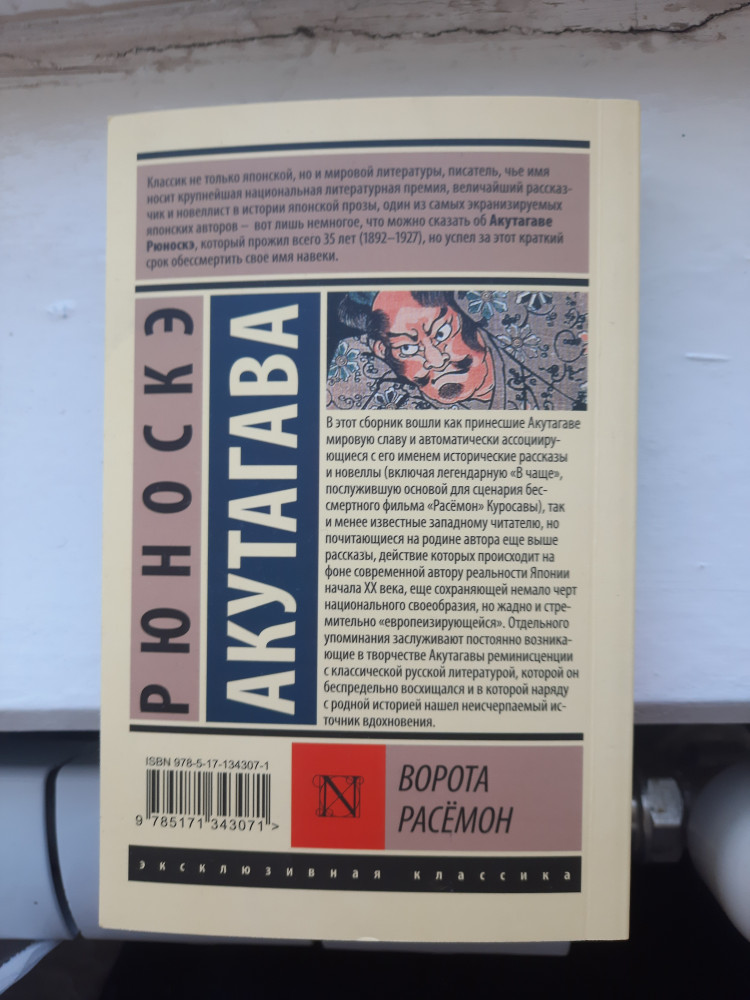 Классик не только японской, но и мировой литературы, писатель, чье имя
носит крупнейшая национальная литературная премия, величайший рассказ-
чик и новеллист в истории японской прозы, один из самых экранизируемых
японских авторов – вот лишь немногое, что можно сказать об Акутагаве
Рюноскэ, который прожил всего 35 лет (1892–1927), но успел за этот краткий
срок обессмертить свое имя навеки.
РЮНОСКЭ
АКУТАГАВА
В этот сборник вошли как принесшие Акутагаве
мировую славу и автоматически ассоцииру-
ющиеся с его именем исторические рассказы
и новеллы (включая легендарную «В чаще»,
послужившую основой для сценария бес-
смертного фильма «Расёмон» Куросавы), так
и менее известные западному читателю, но
почитающиеся на родине автора еще выше
рассказы, действие которых происходит на
фоне современной автору реальности Японии
начала XX века, еще сохраняющей немало черт
национального своеобразия, но жадно и стре-
мительно «европеизирующейся». Отдельного
упоминания заслуживают постоянно возникаю-
щие в творчестве Акутагавы реминисценции
с классической русской литературой, которой он
беспредельно восхищался и в которой наряду
с родной историей нашел неисчерпаемый ис-
точник вдохновения.
ISBN 978-5-17-134307-1
9 785171 343071 >
N
ВОРОТА
РАСЁМОН
эксклюзивная классика